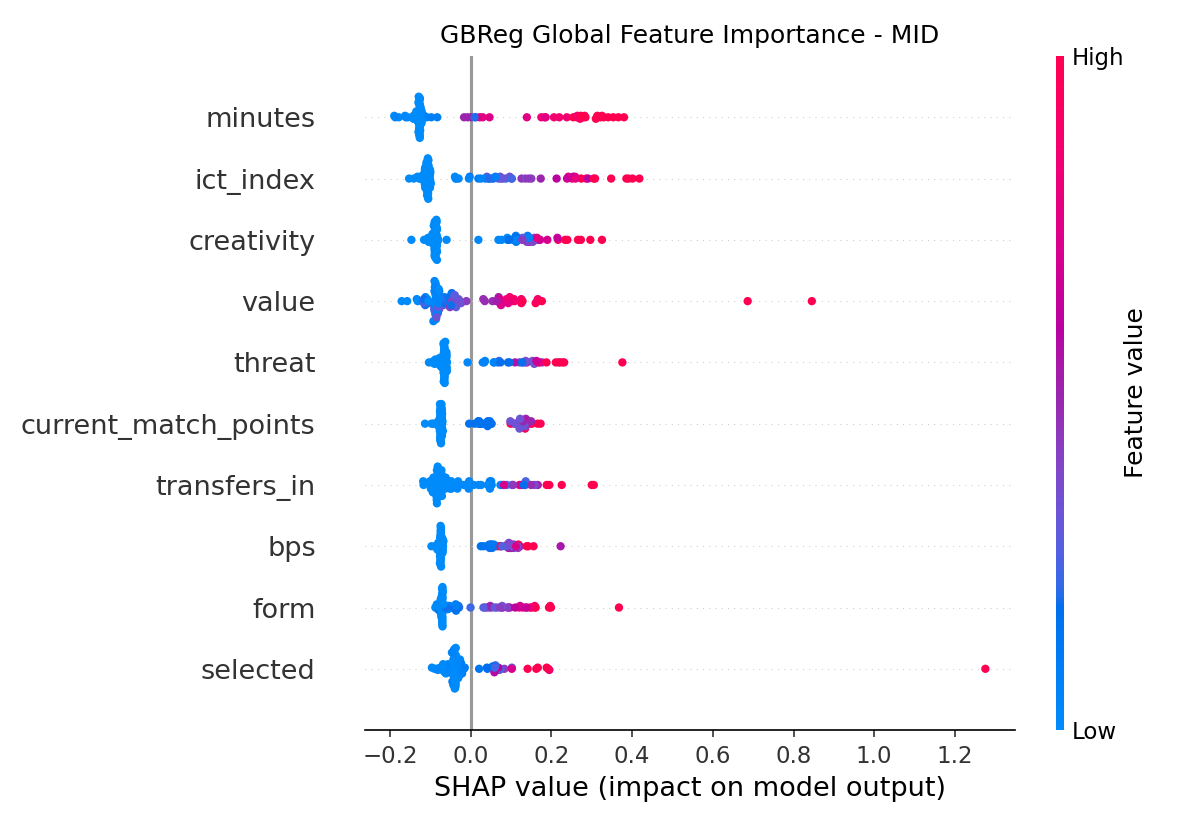 GBReg Global Feature Importance - MID
High
minutes
ict_index
creativity
value
threat
current_match_points
transfers_in
bps
form
selected
Feature value
Low
−0.2 0.0 0.2 0.4 0.6 0.8 1.0 1.2
SHAP value (impact on model output)